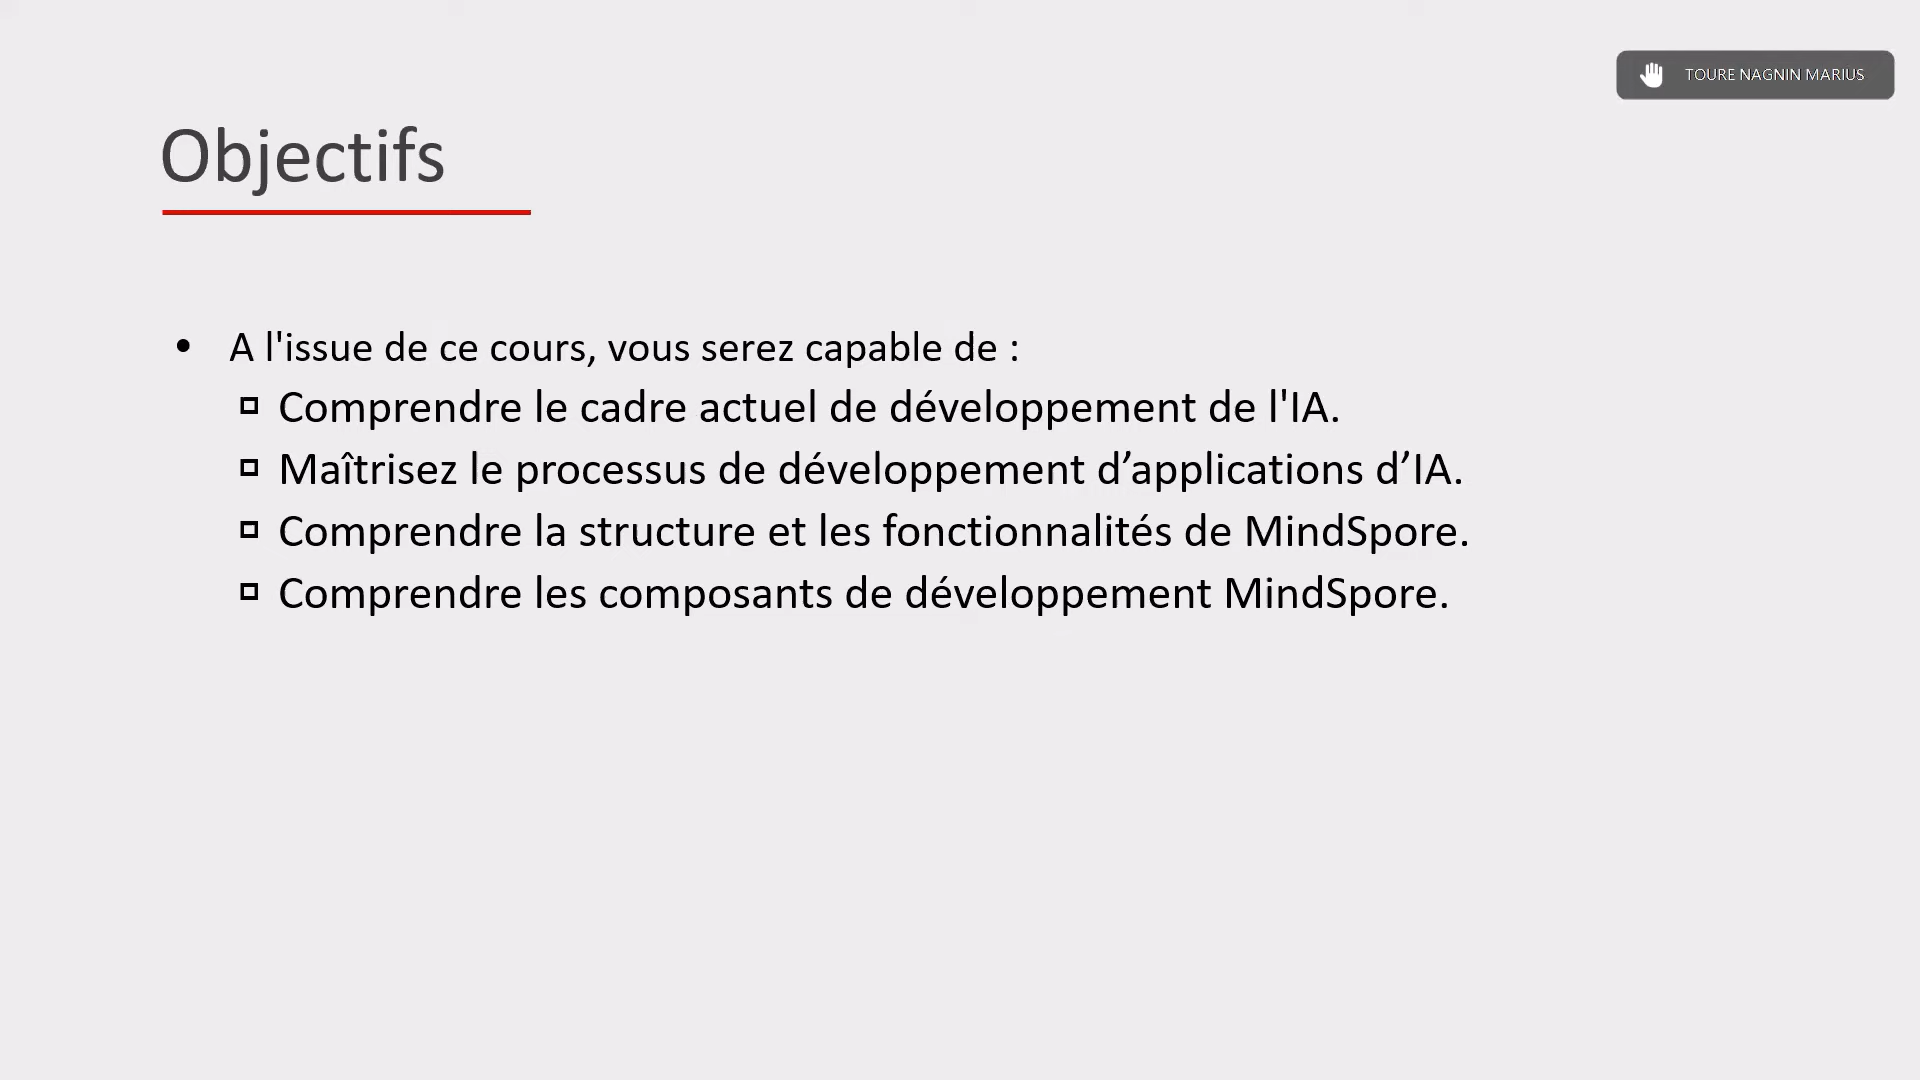 TOURE NAGNIN MARIUS
Objectifs
• A l'issue de ce cours, vous serez capable de :
Comprendre le cadre actuel de développement de l'IA.
Maîtrisez le processus de développement d’applications d’IA.
Comprendre la structure et les fonctionnalités de MindSpore.
Comprendre les composants de développement MindSpore.